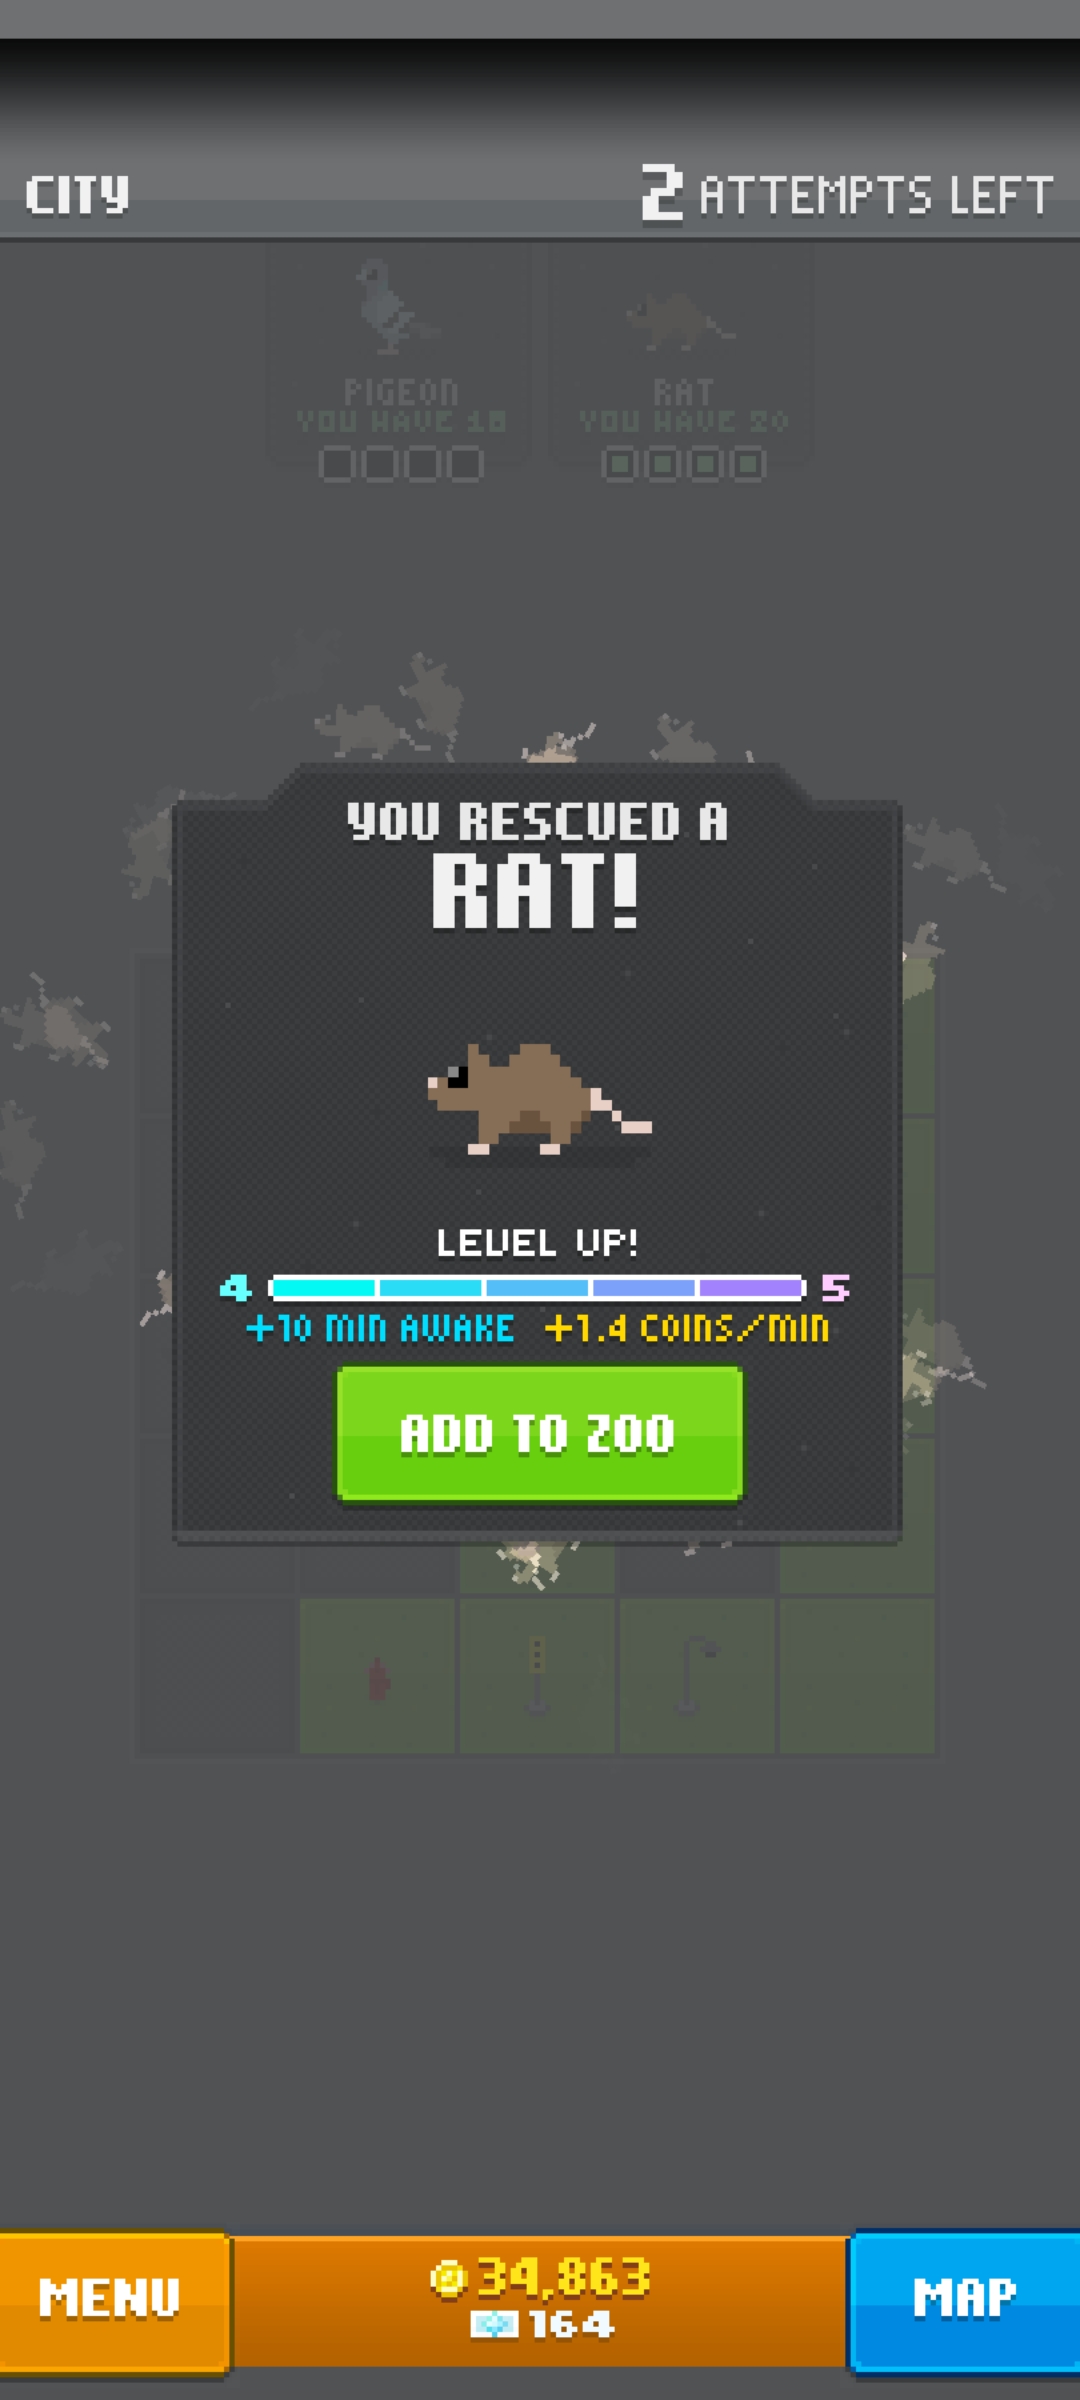 CITY
2 ATTEMPTS LEFT
PIGEON
RAT
YOU HAVE 18
YOU HAVE 20
YOU RESCUED A
RAT!
LEVEL UP!
4
5
+10 MIN AWAKE +1.4 COINS/MIN
ADD TO ZOO
MENU
34,863
164
MAP